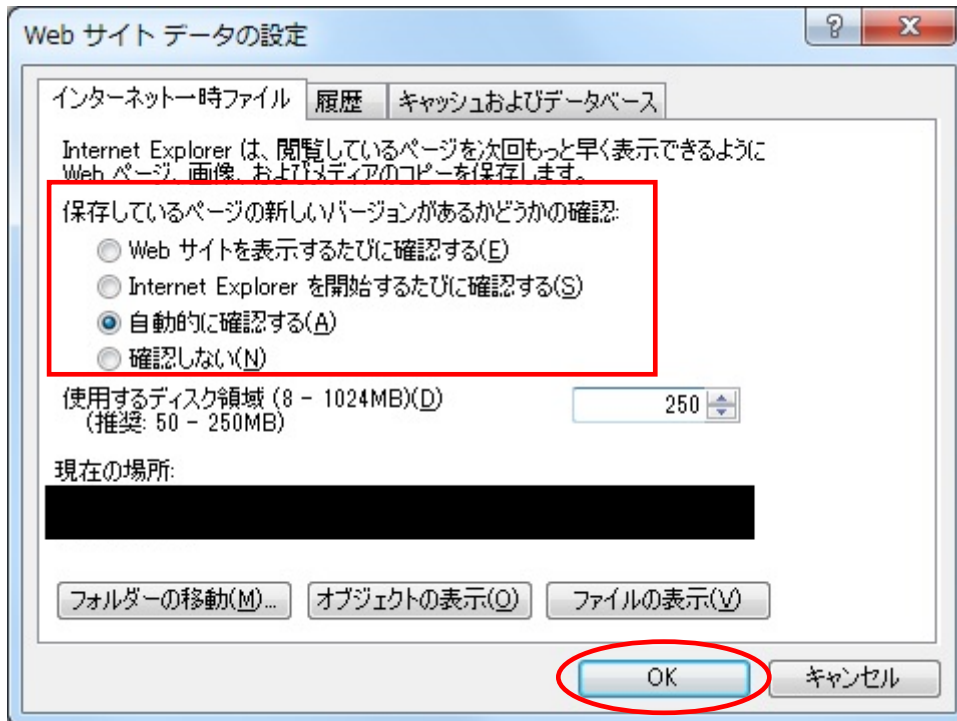 Web サイト データの設定
インターネット一時ファイル 履歴 キャッシュおよびデータベース
Internet Explorer は、閲覧しているページを次回もっと早く表示できるように
Web ページ、画像、およびメディアのコピーを保存します。
保存しているページの新しいバージョンがあるかどうかの確認:
Web サイトを表示するたびに確認する(E)
Internet Explorer を開始するたびに確認する(S)
自動的に確認する(A)
確認しない(N)
使用するディスク領域 (8 - 1024MB)(D) 250
(推奨: 50 - 250MB)
現在の場所:
フォルダーの移動(M)... オブジェクトの表示(O) ファイルの表示(V)
OK キャンセル